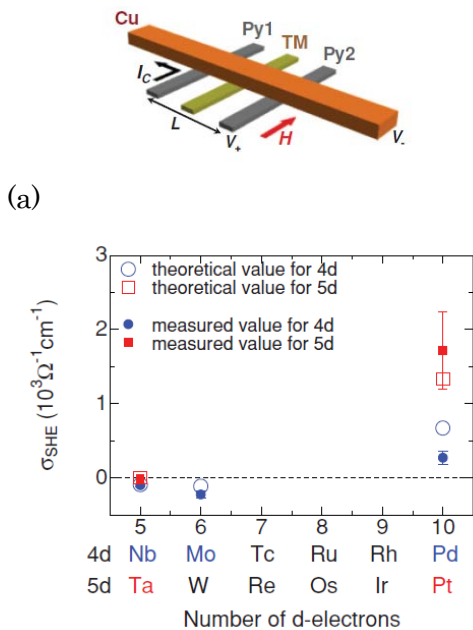 Cu
Py1
TM
Py2
I_C
L
V₊
H
V₋
(a)
3
2
1
0
σ_SHE (10³Ω⁻¹cm⁻¹)
theoretical value for 4d
theoretical value for 5d
measured value for 4d
measured value for 5d
5 6 7 8 9 10
4d Nb Mo Tc Ru Rh Pd
5d Ta W Re Os Ir Pt
Number of d-electrons